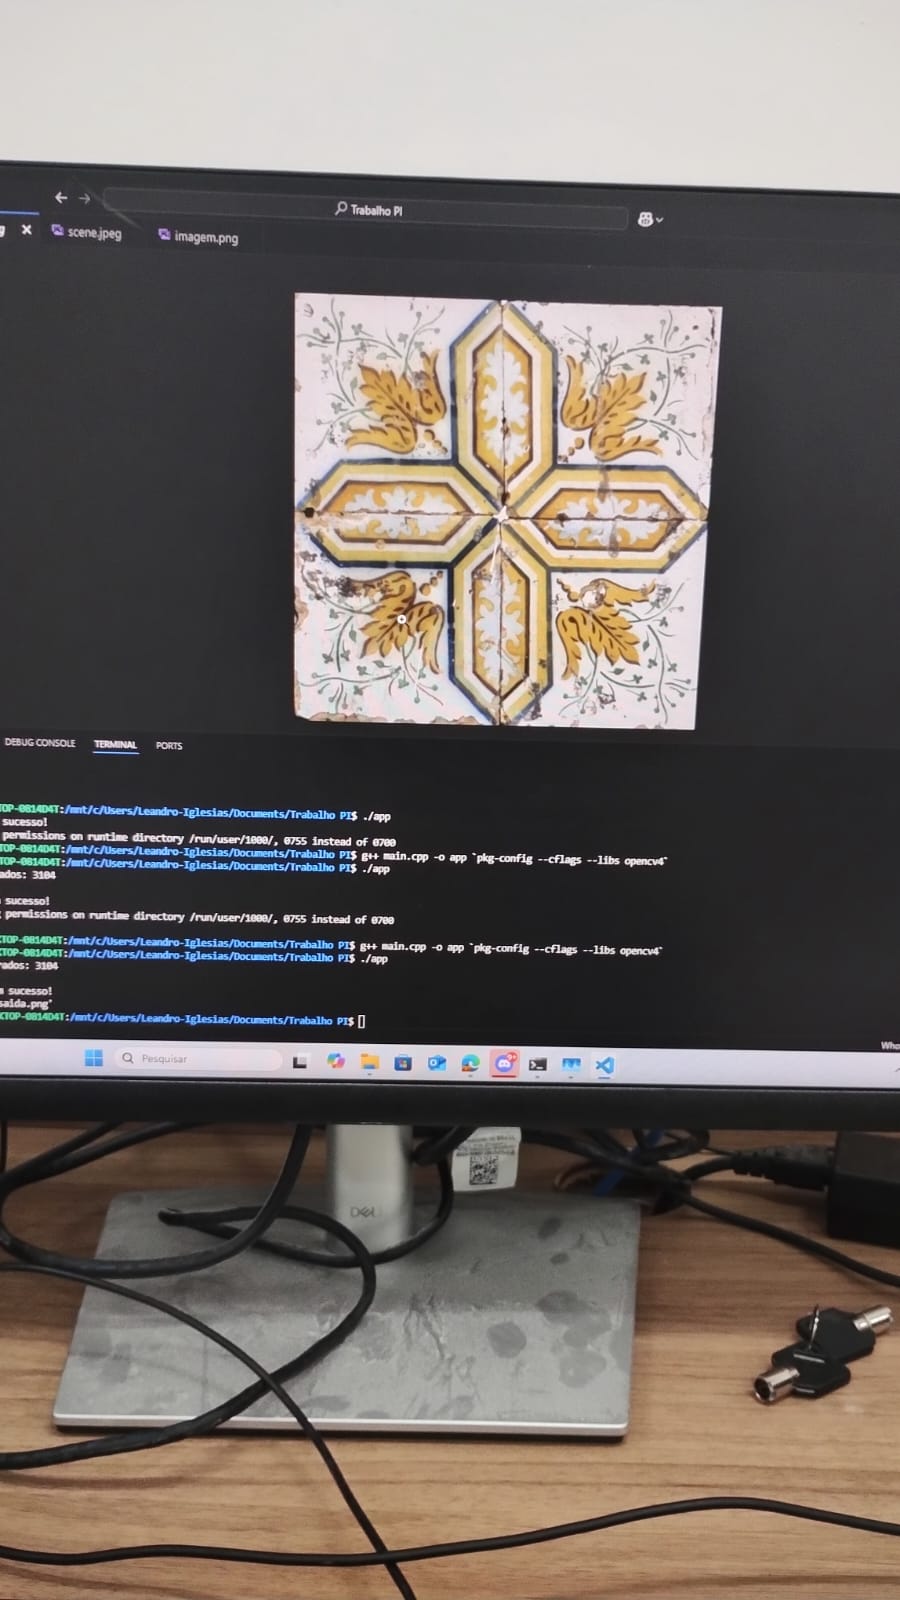 Trabalho PI
scene.jpeg
imagem.png
DEBUG CONSOLE
TERMINAL
PORTS
TOP-0814D4T:/mnt/c/Users/Leandro-Iglesias/Documents/Trabalho PI$ ./app
sucesso!
permissions on runtime directory /run/user/1000/, 0755 instead of 0700
TOP-0814D4T:/mnt/c/Users/Leandro-Iglesias/Documents/Trabalho PI$ g++ main.cpp -o app `pkg-config --cflags --libs opencv4`
TOP-0814D4T:/mnt/c/Users/Leandro-Iglesias/Documents/Trabalho PI$ ./app
ados: 3104
sucesso!
permissions on runtime directory /run/user/1000/, 0755 instead of 0700
KTOP-0814D4T:/mnt/c/Users/Leandro-Iglesias/Documents/Trabalho PI$ g++ main.cpp -o app `pkg-config --cflags --libs opencv4`
KTOP-0814D4T:/mnt/c/Users/Leandro-Iglesias/Documents/Trabalho PI$ ./app
rados: 3104
sucesso!
saida.png'
KTOP-0814D4T:/mnt/c/Users/Leandro-Iglesias/Documents/Trabalho PI$
Pesquisar
DELL